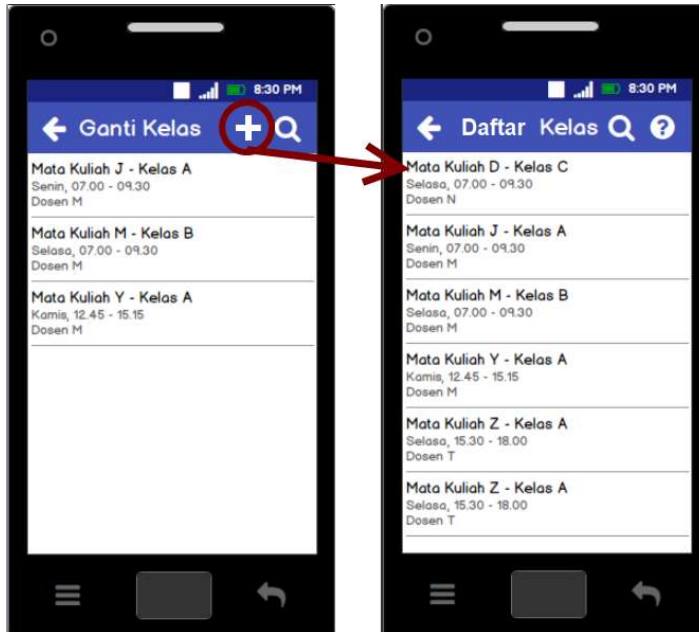 8:30 PM
Ganti Kelas
Mata Kuliah J - Kelas A
Senin, 07.00 - 09.30
Dosen M
Mata Kuliah M - Kelas B
Selasa, 07.00 - 09.30
Dosen M
Mata Kuliah Y - Kelas A
Kamis, 12.45 - 15.15
Dosen M
8:30 PM
Daftar Kelas
Mata Kuliah D - Kelas C
Selasa, 07.00 - 09.30
Dosen N
Mata Kuliah J - Kelas A
Senin, 07.00 - 09.30
Dosen M
Mata Kuliah M - Kelas B
Selasa, 07.00 - 09.30
Dosen M
Mata Kuliah Y - Kelas A
Kamis, 12.45 - 15.15
Dosen M
Mata Kuliah Z - Kelas A
Selasa, 15.30 - 18.00
Dosen T
Mata Kuliah Z - Kelas A
Selasa, 15.30 - 18.00
Dosen T